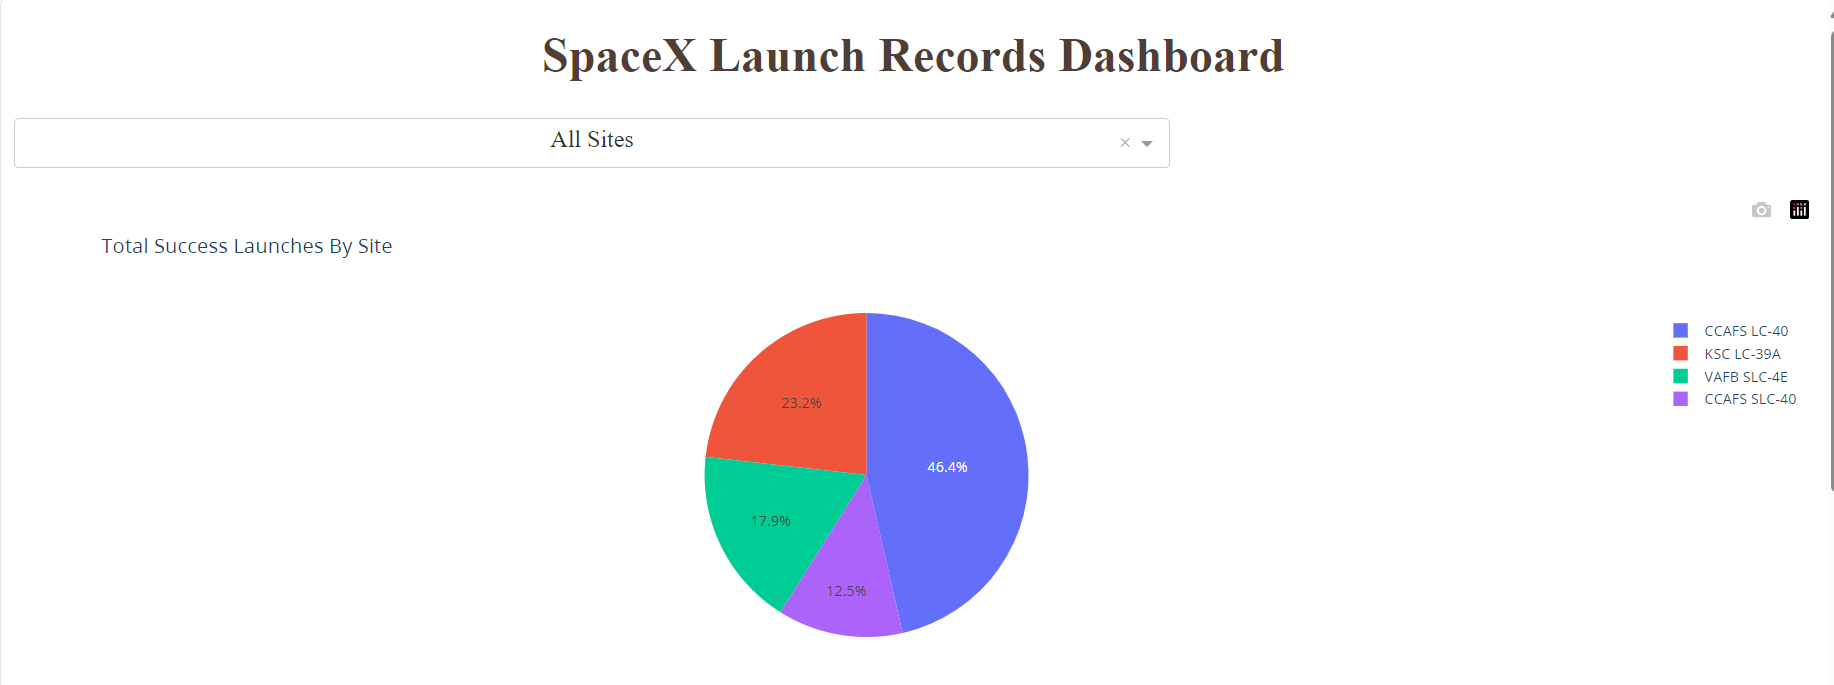 SpaceX Launch Records Dashboard
All Sites
×
Total Success Launches By Site
CCAFS LC-40
KSC LC-39A
VAFB SLC-4E
CCAFS SLC-40
23.2%
46.4%
17.9%
12.5%